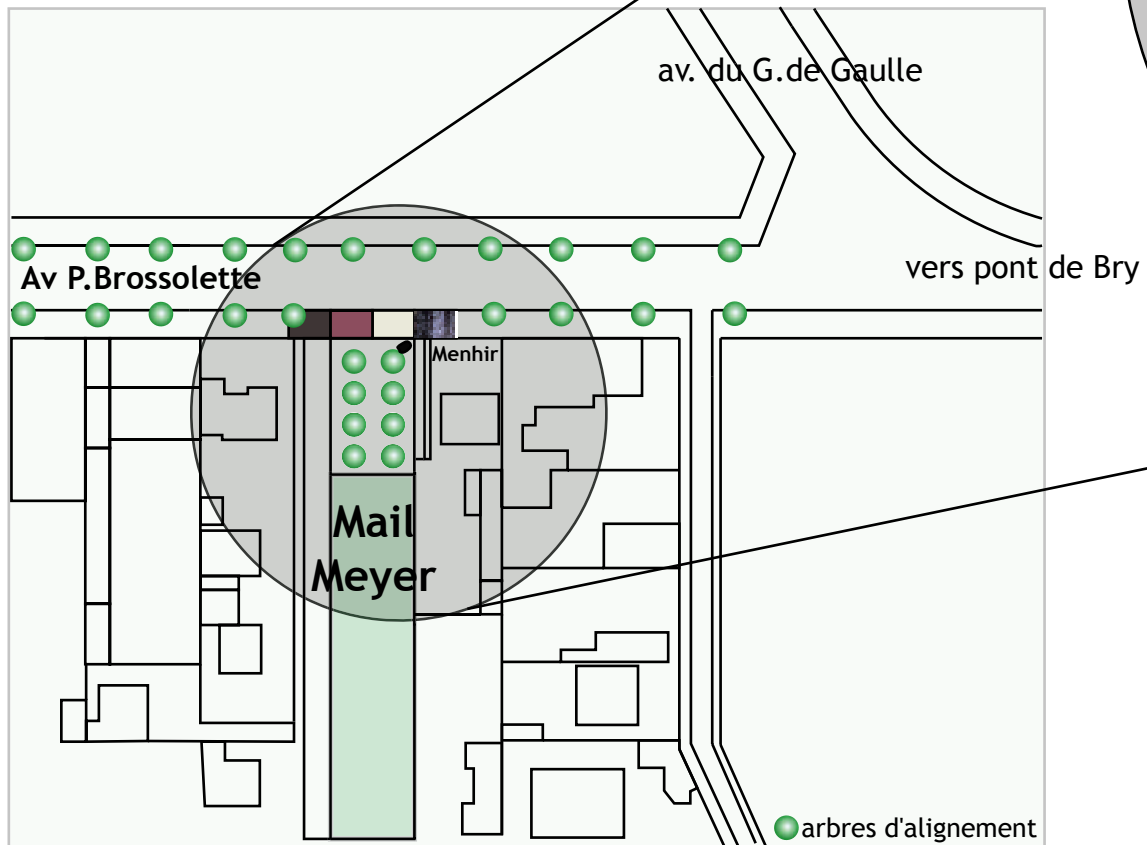 av. du G.de Gaulle
vers pont de Bry
Av P.Brossolette
Menhir
Mail
Meyer
arbres d'alignement